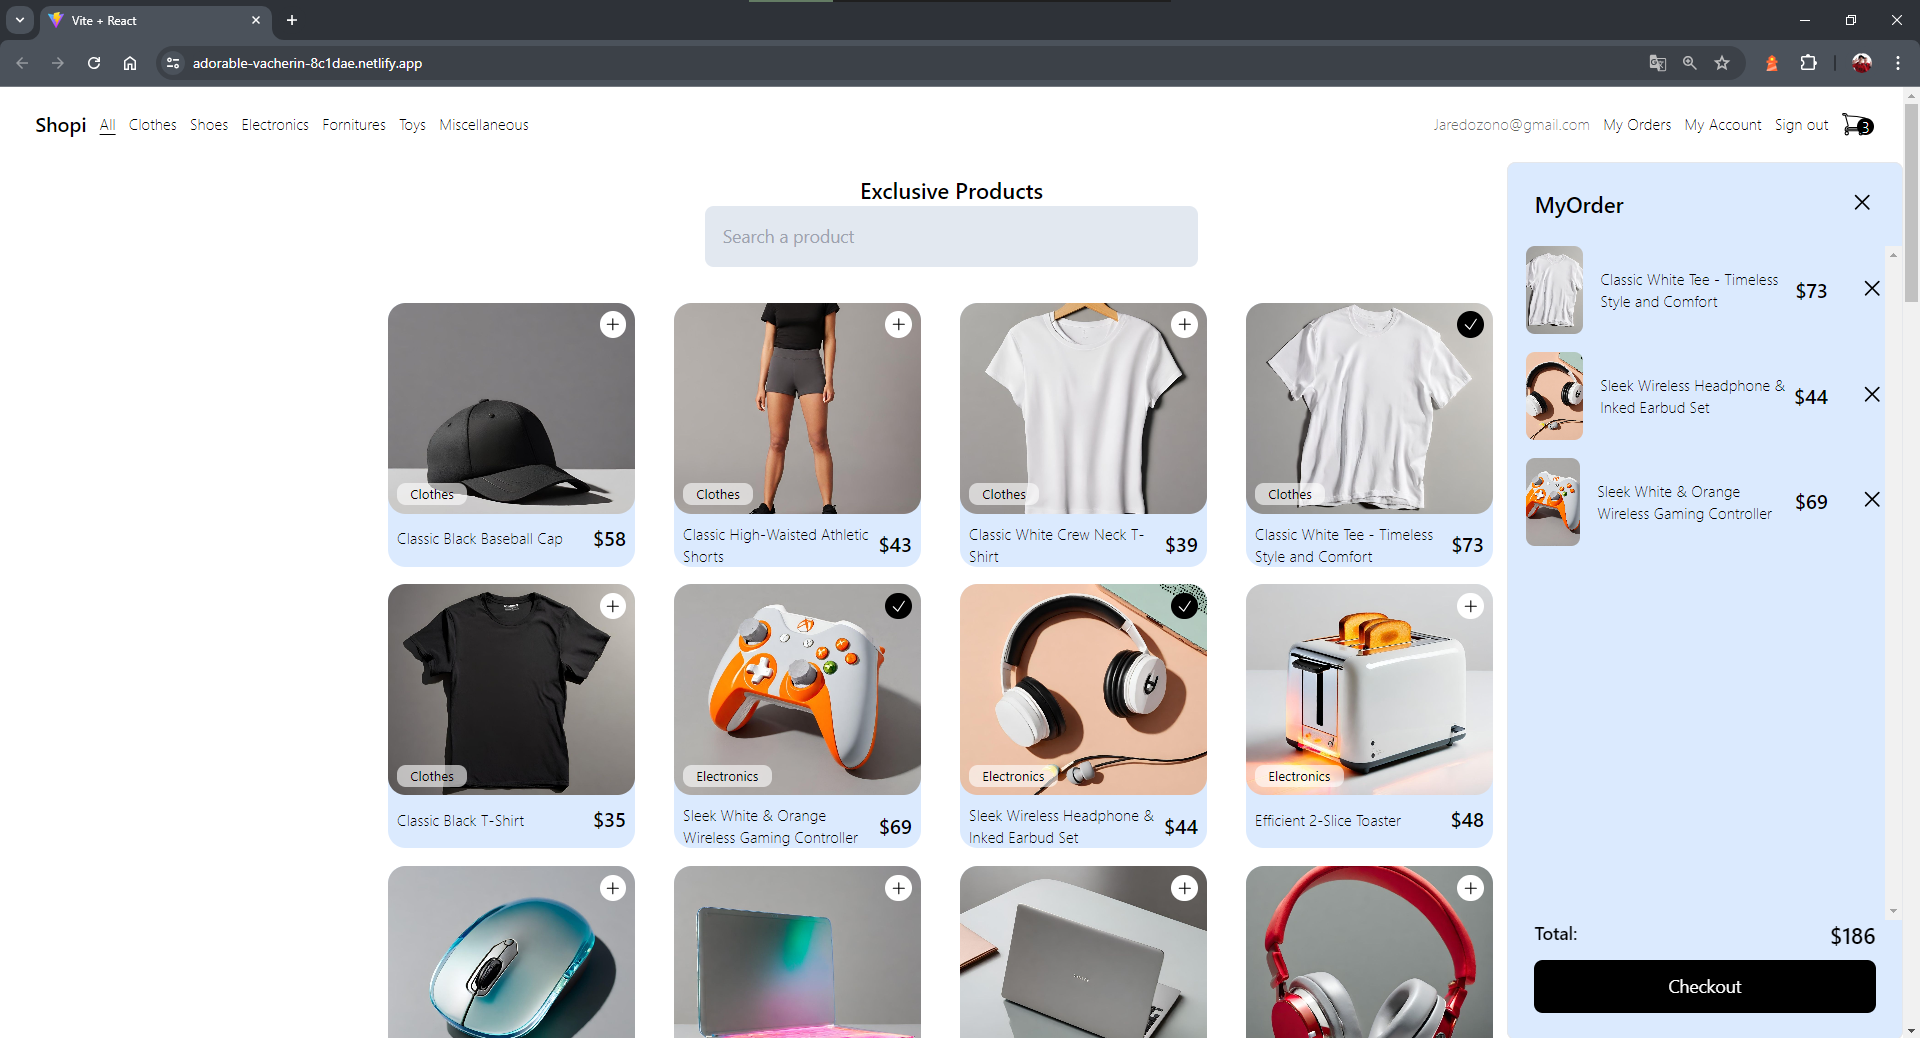 Vite + React
adorable-vacherin-8c1dae.netlify.app
Shopi All Clothes Shoes Electronics Fornitures Toys Miscellaneous
Jaredozono@gmail.com My Orders My Account Sign out 3
Exclusive Products
Search a product
Clothes
Classic Black Baseball Cap $58
Clothes
Classic High-Waisted Athletic
Shorts $43
Clothes
Classic White Crew Neck T-
Shirt $39
Clothes
Classic White Tee - Timeless
Style and Comfort $73
Clothes
Classic Black T-Shirt $35
Electronics
Sleek White & Orange
Wireless Gaming Controller $69
Electronics
Sleek Wireless Headphone &
Inked Earbud Set $44
Electronics
Efficient 2-Slice Toaster $48
MyOrder
Classic White Tee - Timeless
Style and Comfort $73
Sleek Wireless Headphone &
Inked Earbud Set $44
Sleek White & Orange
Wireless Gaming Controller $69
Total: $186
Checkout